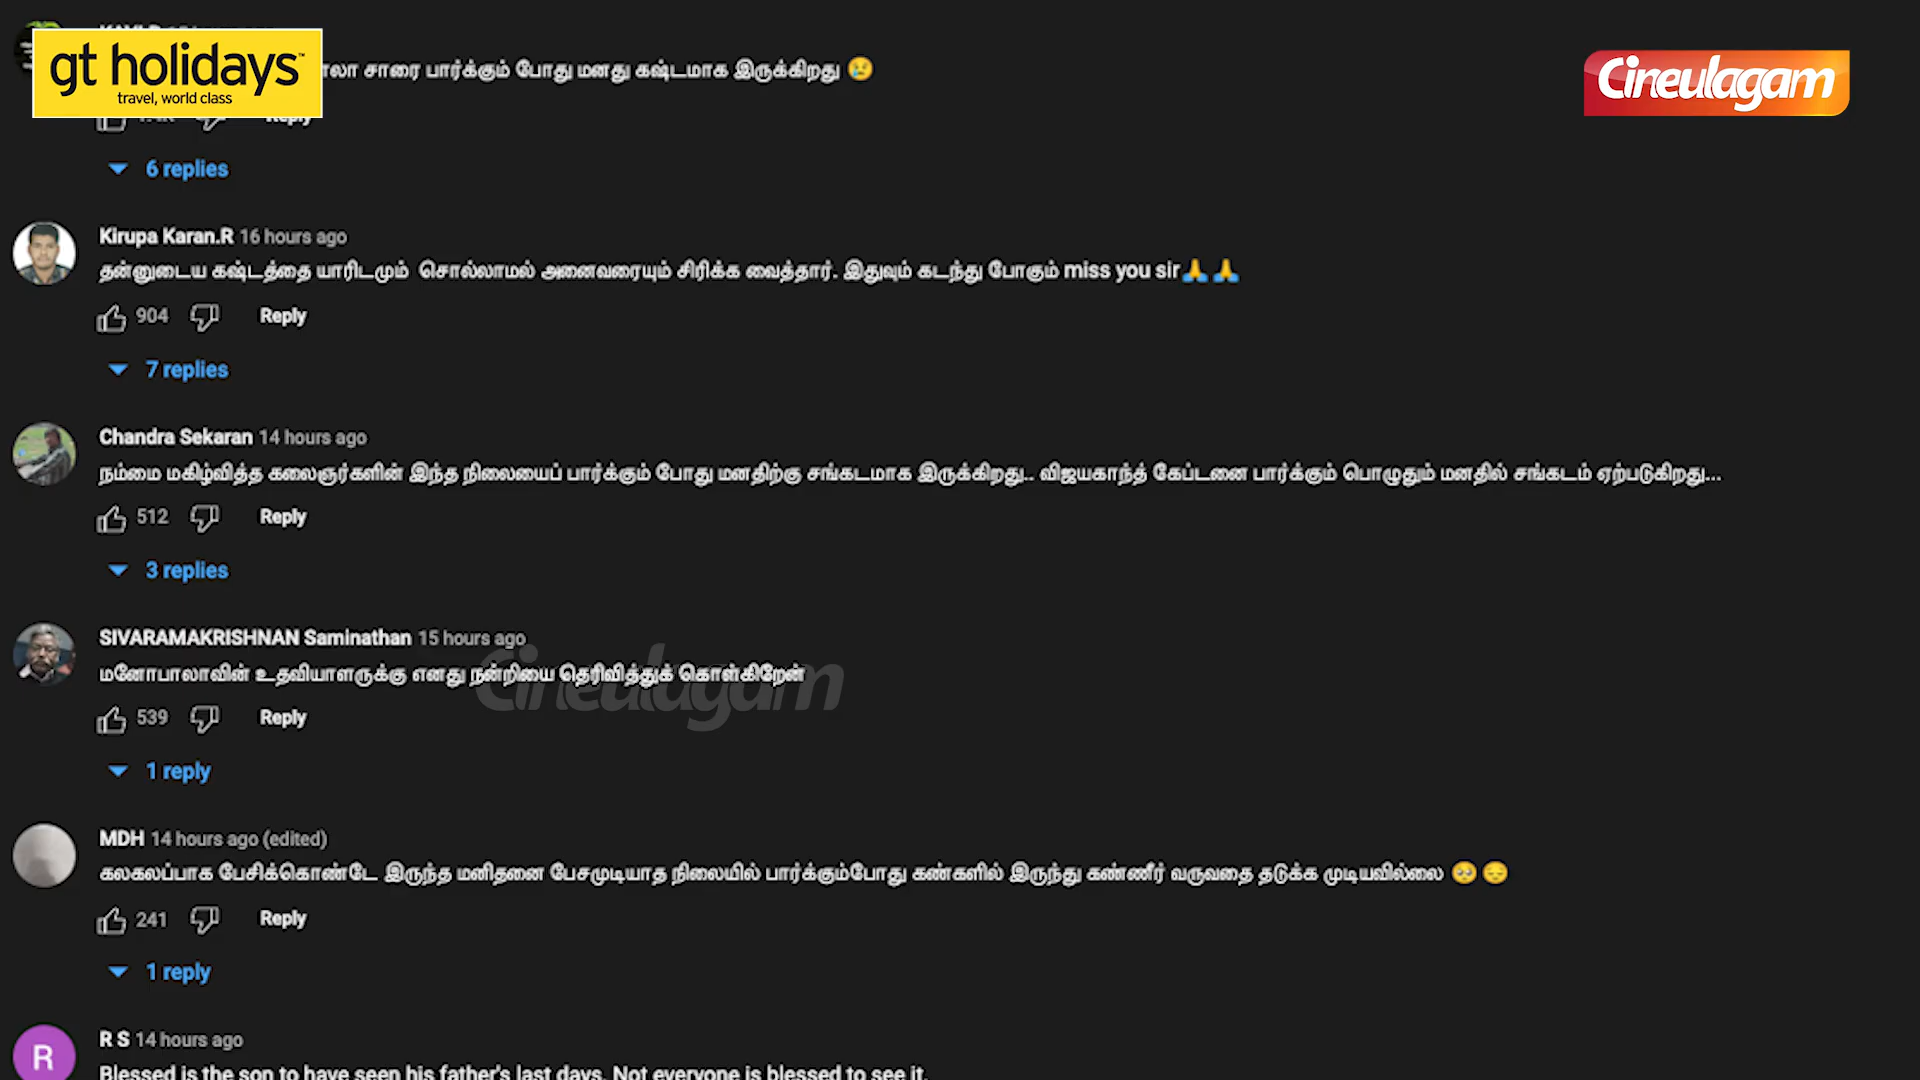 gt holidays™
travel, world class
Cineulagam
சாரை பார்க்கும் போது மனது கஷ்டமாக இருக்கிறது 😢
Reply
6 replies
Kirupa Karan.R 16 hours ago
தன்னுடைய கஷ்டத்தை யாரிடமும் சொல்லாமல் அனைவரையும் சிரிக்க வைத்தார். இதுவும் கடந்து போகும் miss you sir🙏🙏
904 Reply
7 replies
Chandra Sekaran 14 hours ago
நம்மை மகிழ்வித்த கலைஞர்களின் இந்த நிலையைப் பார்க்கும் போது மனதிற்கு சங்கடமாக இருக்கிறது.. விஜயகாந்த் கேப்டனை பார்க்கும் பொழுதும் மனதில் சங்கடம் ஏற்படுகிறது...
512 Reply
3 replies
SIVARAMAKRISHNAN Saminathan 15 hours ago
மனோபாலாவின் உதவியாளருக்கு எனது நன்றியை தெரிவித்துக் கொள்கிறேன்
Cineulagam
539 Reply
1 reply
MDH 14 hours ago (edited)
கலகலப்பாக பேசிக்கொண்டே இருந்த மனிதனை பேசமுடியாத நிலையில் பார்க்கும்போது கண்களில் இருந்து கண்ணீர் வருவதை தடுக்க முடியவில்லை 🥺😔
241 Reply
1 reply
R
R S 14 hours ago
Blessed is the son to have seen his father's last days. Not everyone is blessed to see it.